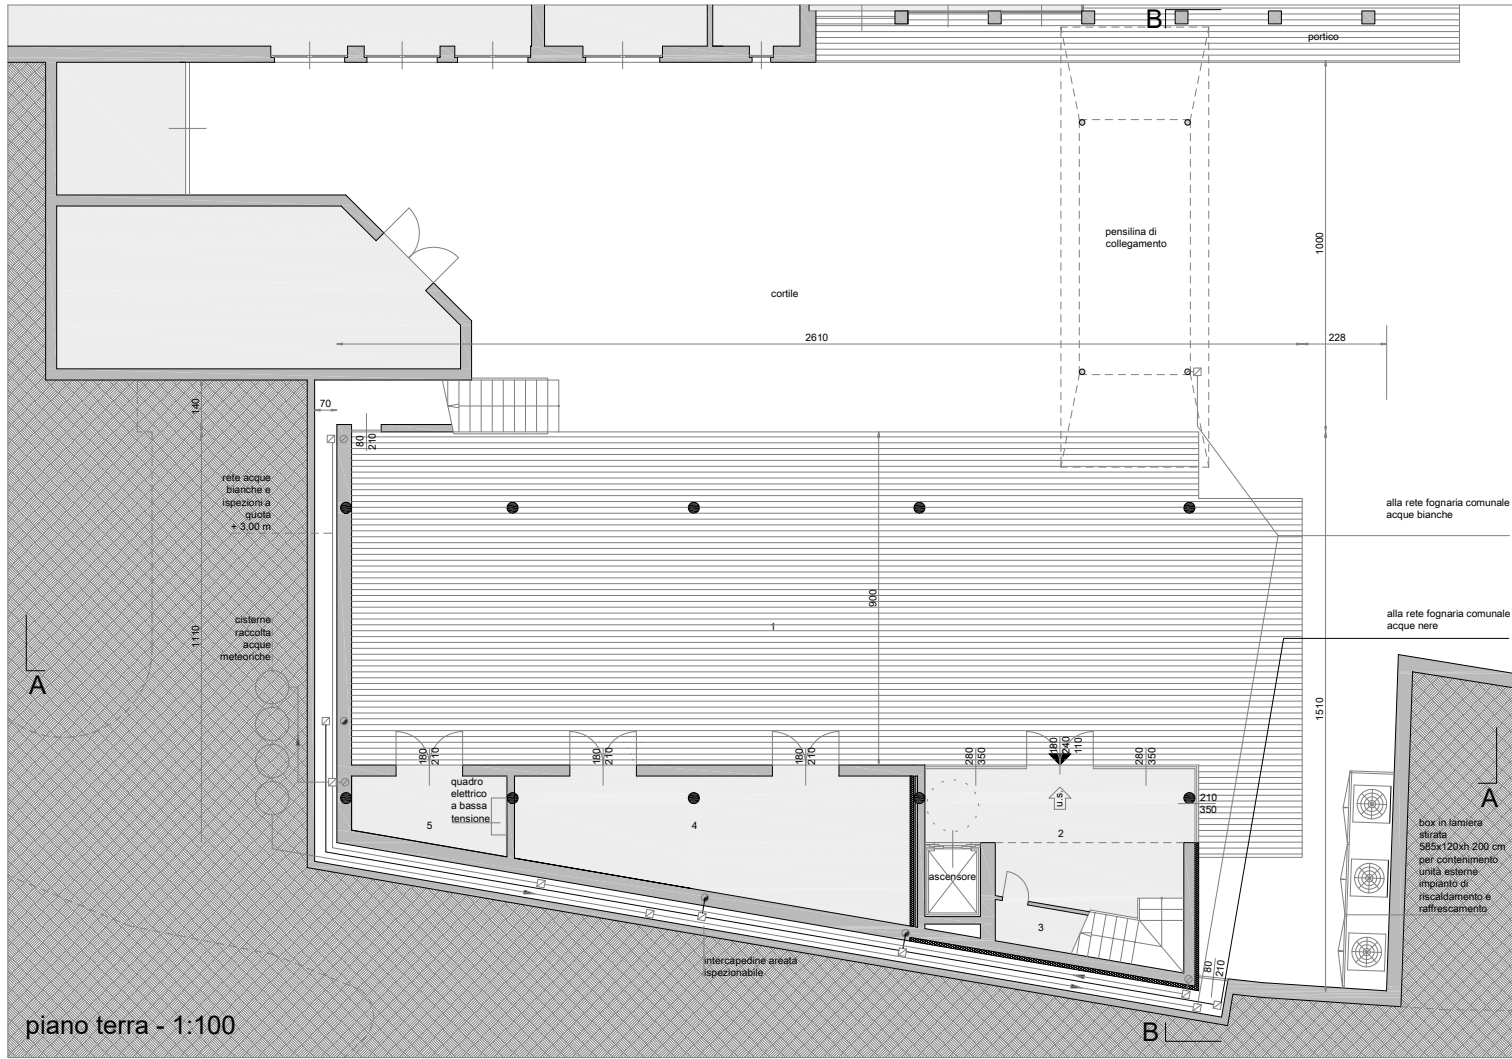 B
portico
pensilina di
collegamento
1000
cortile
2610
228
140
70
80
210
rete acque
bianche e
ispezioni a
quota
+ 3,00 m
alla rete fognaria comunale
acque bianche
900
cisterne
raccolta
acque
meteoriche
1110
1
alla rete fognaria comunale
acque nere
A
1510
180
210
180
210
180
210
280
350
180
240
110
280
350
quadro
elettrico
a bassa
tensione
u.s.
210
350
A
5
4
2
box in lamiera
stirata
585x120xh 200 cm
per contenimento
unità esterne
impianto di
riscaldamento e
raffrescamento
ascensore
3
intercapedine areata
ispezionabile
80
210
piano terra - 1:100
B